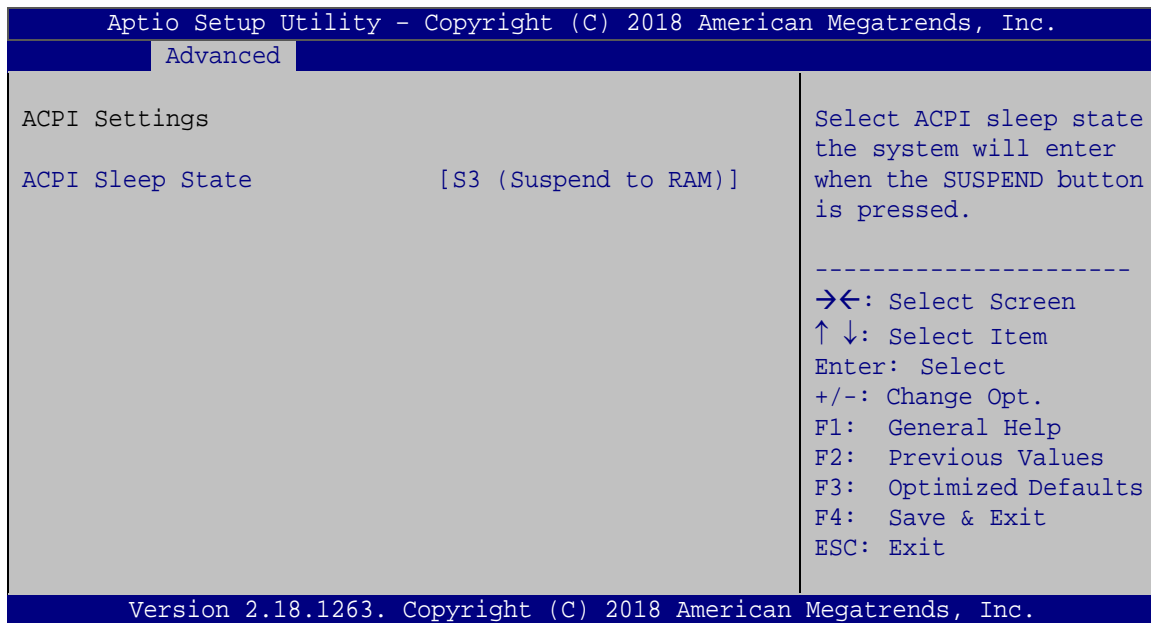 Aptio Setup Utility – Copyright (C) 2018 American Megatrends, Inc.
Advanced
ACPI Settings
ACPI Sleep State [S3 (Suspend to RAM)]
Select ACPI sleep state
the system will enter
when the SUSPEND button
is pressed.
----------------------
→←: Select Screen
↑ ↓: Select Item
Enter: Select
+/-: Change Opt.
F1: General Help
F2: Previous Values
F3: Optimized Defaults
F4: Save & Exit
ESC: Exit
Version 2.18.1263. Copyright (C) 2018 American Megatrends, Inc.